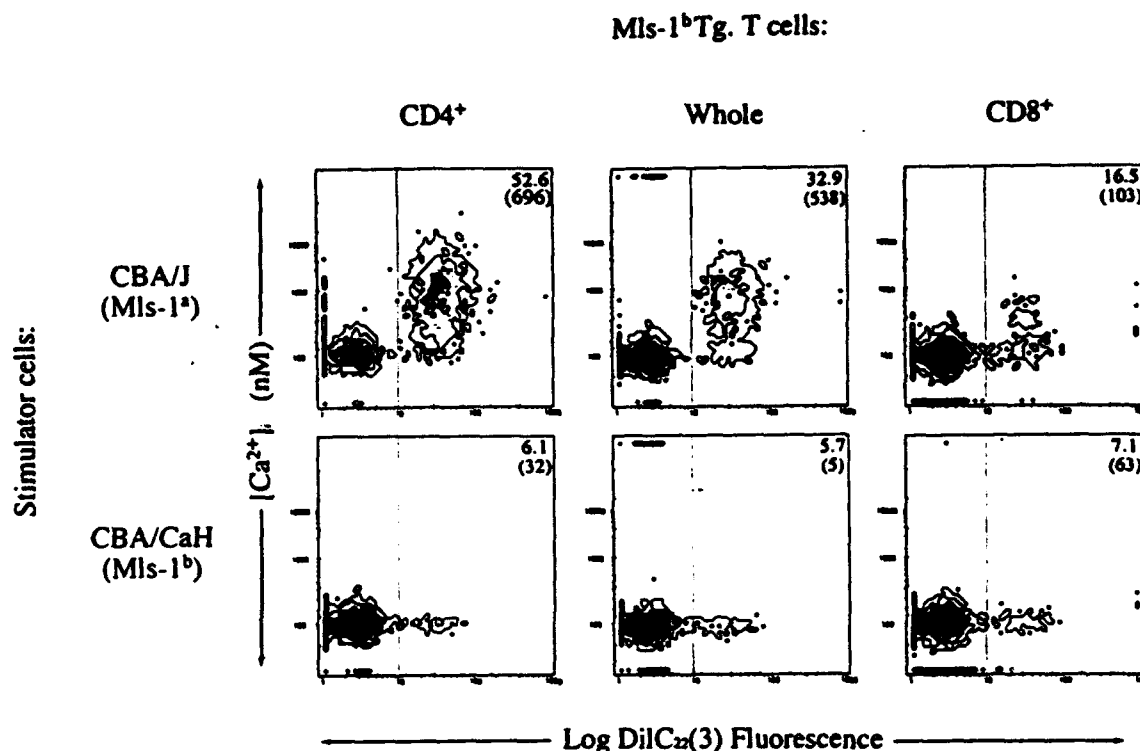 Mls-1ᵇTg. T cells:
CD4⁺ Whole CD8⁺
52.6 32.9 16.5
(696) (538) (103)
CBA/J
(Mls-1ᵃ)
6.1 5.7 7.1
(32) (5) (63)
CBA/CaH
(Mls-1ᵇ)
Stimulator cells:
[Ca²⁺]ᵢ (nM)
Log DiIC₂₂(3) Fluorescence